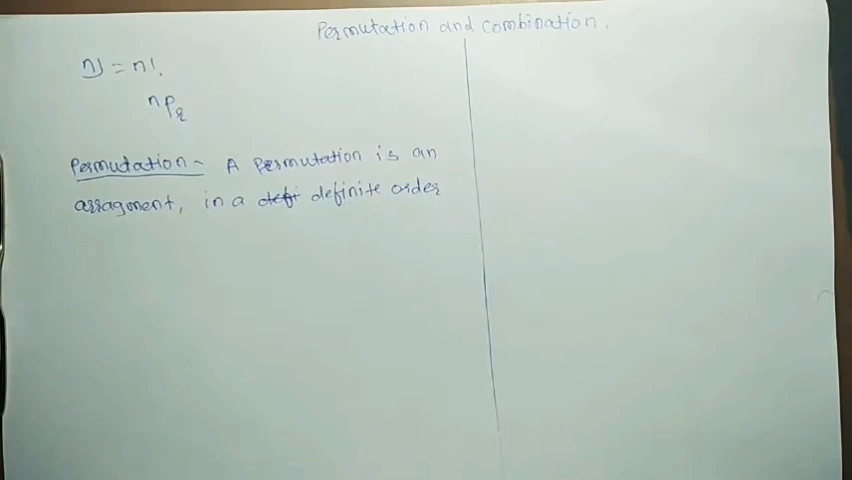 Permutation and combination.
n! = n!.
nPr
Permutation - A Permutation is an
arragment, in a defi definite order